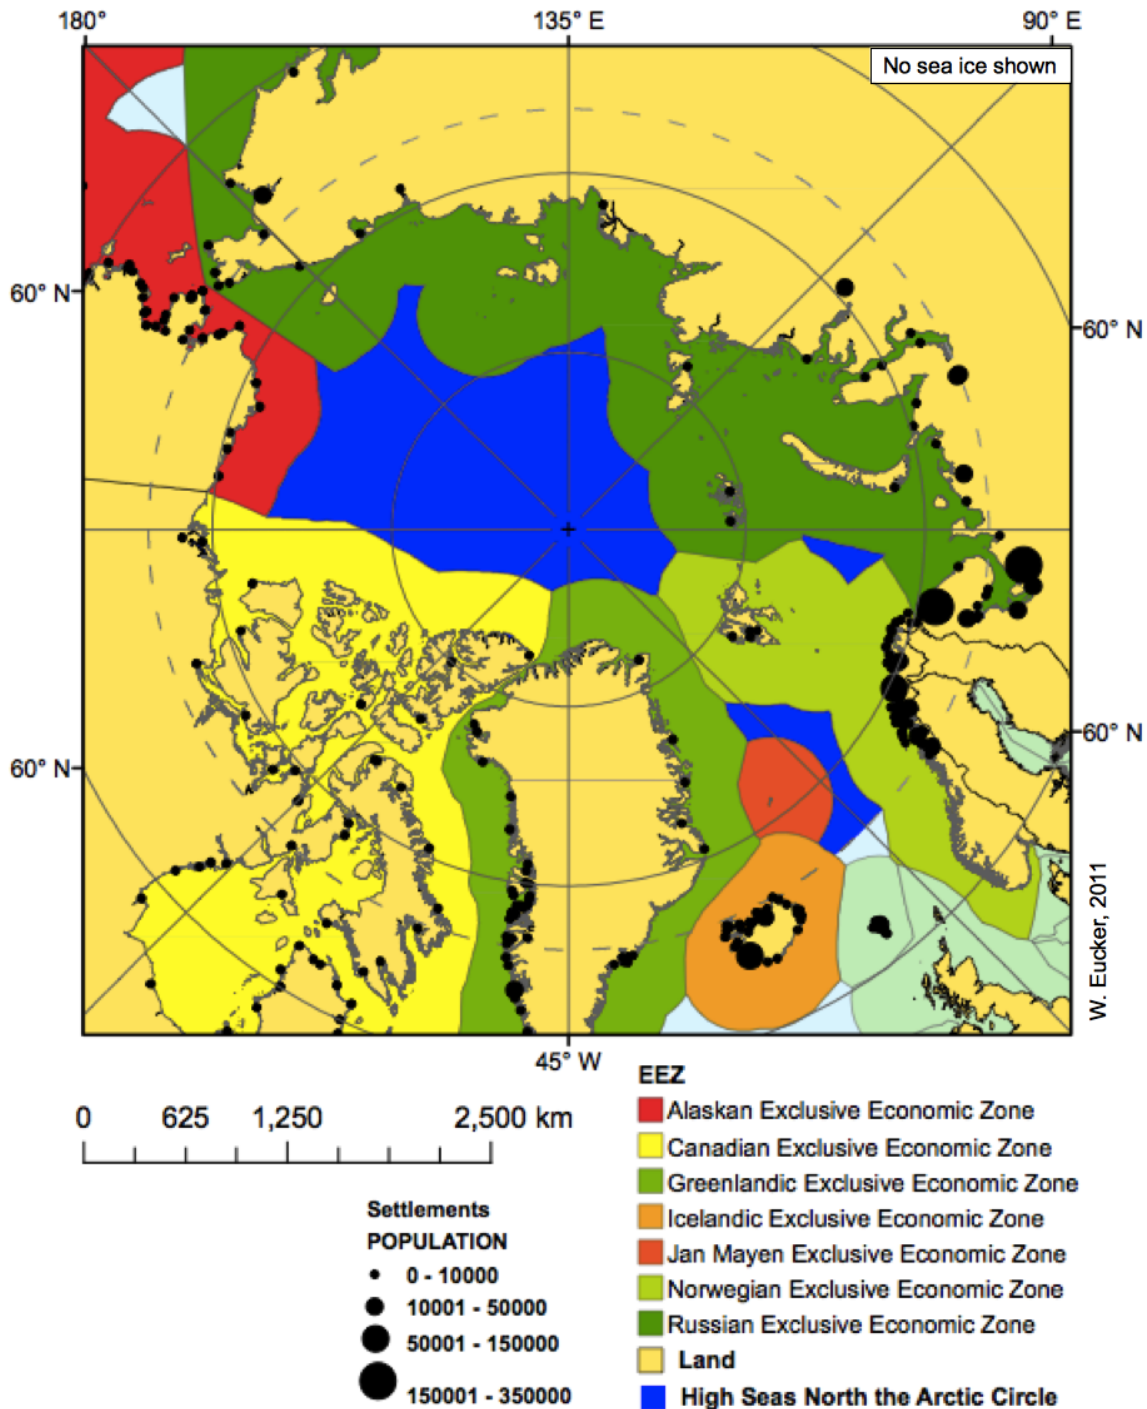 180°
135° E
90° E
No sea ice shown
60° N
60° N
60° N
60° N
W. Eucker, 2011
45° W
0 625 1,250 2,500 km
Settlements
POPULATION
0 - 10000
10001 - 50000
50001 - 150000
150001 - 350000
EEZ
Alaskan Exclusive Economic Zone
Canadian Exclusive Economic Zone
Greenlandic Exclusive Economic Zone
Icelandic Exclusive Economic Zone
Jan Mayen Exclusive Economic Zone
Norwegian Exclusive Economic Zone
Russian Exclusive Economic Zone
Land
High Seas North the Arctic Circle